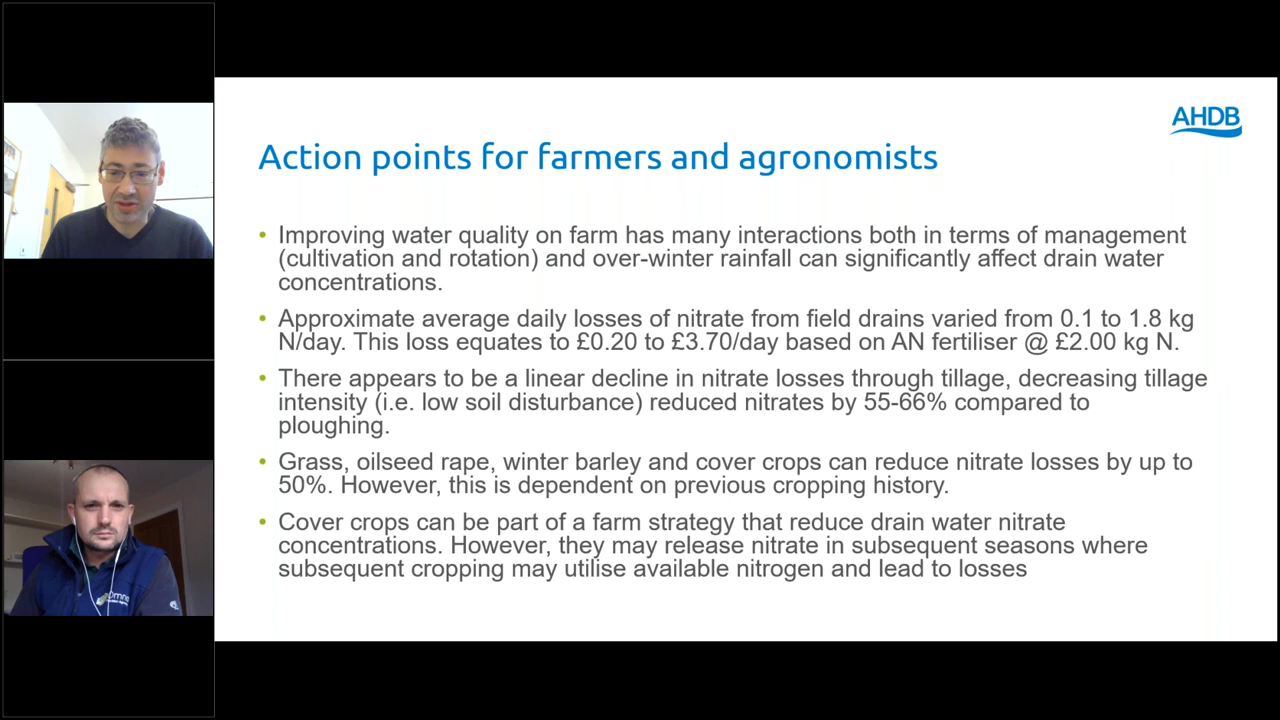 AHDB
Action points for farmers and agronomists
• Improving water quality on farm has many interactions both in terms of management
(cultivation and rotation) and over-winter rainfall can significantly affect drain water
concentrations.
• Approximate average daily losses of nitrate from field drains varied from 0.1 to 1.8 kg
N/day. This loss equates to £0.20 to £3.70/day based on AN fertiliser @ £2.00 kg N.
• There appears to be a linear decline in nitrate losses through tillage, decreasing tillage
intensity (i.e. low soil disturbance) reduced nitrates by 55-66% compared to
ploughing.
• Grass, oilseed rape, winter barley and cover crops can reduce nitrate losses by up to
50%. However, this is dependent on previous cropping history.
• Cover crops can be part of a farm strategy that reduce drain water nitrate
concentrations. However, they may release nitrate in subsequent seasons where
subsequent cropping may utilise available nitrogen and lead to losses